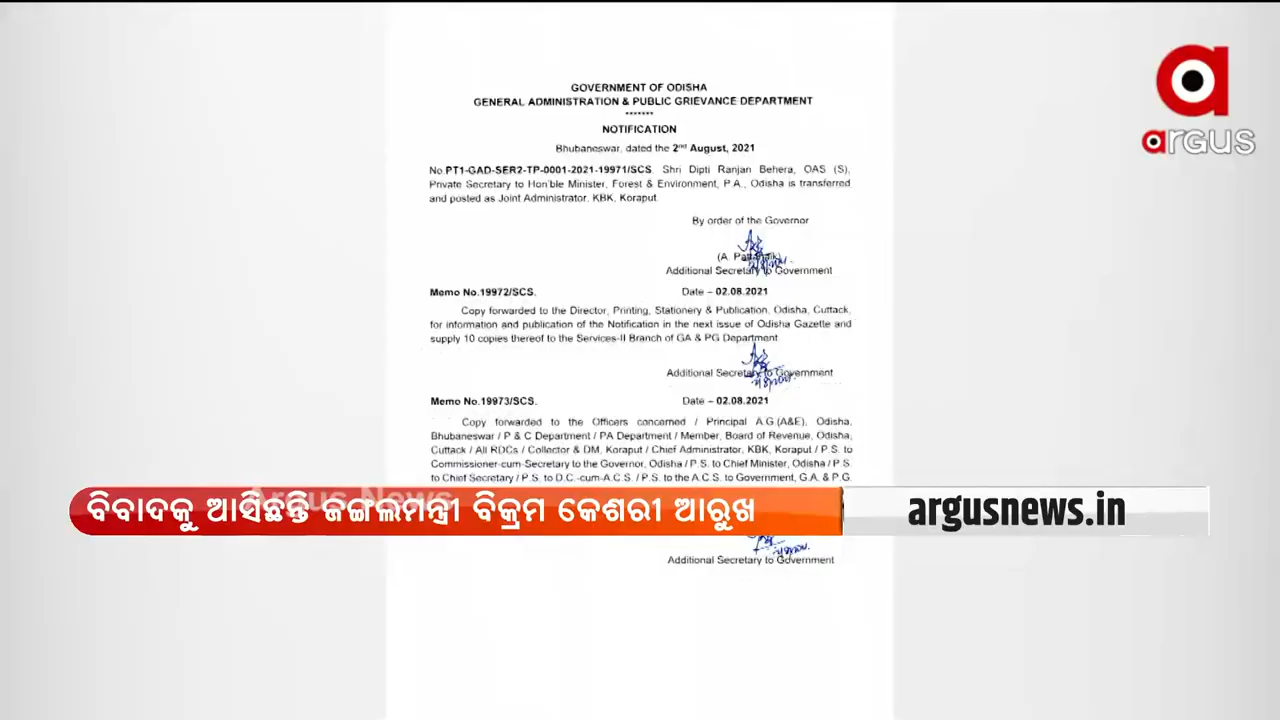 GOVERNMENT OF ODISHA
GENERAL ADMINISTRATION & PUBLIC GRIEVANCE DEPARTMENT
*******
NOTIFICATION
Bhubaneswar, dated the 2nd August, 2021
No.PT1-GAD-SER2-TP-0001-2021-19971/SCS. Shri Dipti Ranjan Behera, OAS (S),
Private Secretary to Hon'ble Minister, Forest & Environment, P.A., Odisha is transferred
and posted as Joint Administrator, KBK, Koraput.
By order of the Governor
(A. Pattanaik)
Additional Secretary to Government
Memo No.19972/SCS. Date – 02.08.2021
Copy forwarded to the Director, Printing, Stationery & Publication, Odisha, Cuttack,
for information and publication of the Notification in the next issue of Odisha Gazette and
supply 10 copies thereof to the Services-II Branch of GA & PG Department
Additional Secretary to Government
Memo No.19973/SCS. Date – 02.08.2021
Copy forwarded to the Officers concerned / Principal A.G.(A&E), Odisha,
Bhubaneswar / P & C Department / PA Department / Member, Board of Revenue, Odisha,
Cuttack / All RDCs / Collector & DM, Koraput / Chief Administrator, KBK, Koraput / P.S. to
Commissioner-cum-Secretary to the Governor, Odisha / P.S. to Chief Minister, Odisha / P.S.
to Chief Secretary / P.S. to D.C.-cum-A.C.S. / P.S. to the A.C.S. to Government, G.A. & P.G.
Argus News
ବିବାଦକୁ ଆସିଛନ୍ତି ଜଙ୍ଗଲମନ୍ତ୍ରୀ ବିକ୍ରମ କେଶରୀ ଆରୁଖ
argusnews.in
Additional Secretary to Government
argus